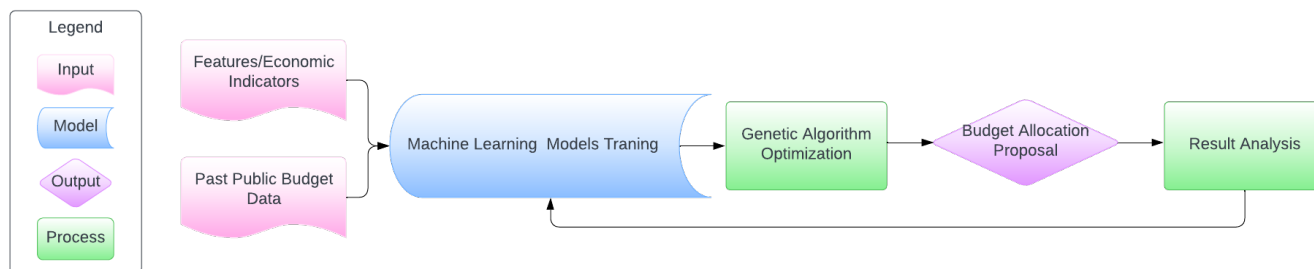 Legend
Input
Model
Output
Process
Features/Economic
Indicators
Past Public Budget
Data
Machine Learning  Models Traning
Genetic Algorithm
Optimization
Budget Allocation
Proposal
Result Analysis